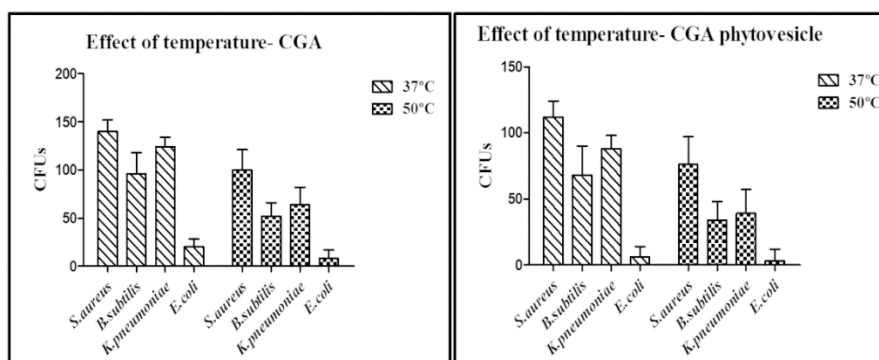 Effect of temperature- CGA
37°C
50°C
200
150
100
50
0
CFUs
S.aureus
B.subtilis
K.pneumoniae
E.coli
S.aureus
B.subtilis
K.pneumoniae
E.coli
Effect of temperature- CGA phytovesicle
37°C
50°C
150
100
50
0
CFUs
S.aureus
B.subtilis
K.pneumoniae
E.coli
S.aureus
B.subtilis
K.pneumoniae
E.coli